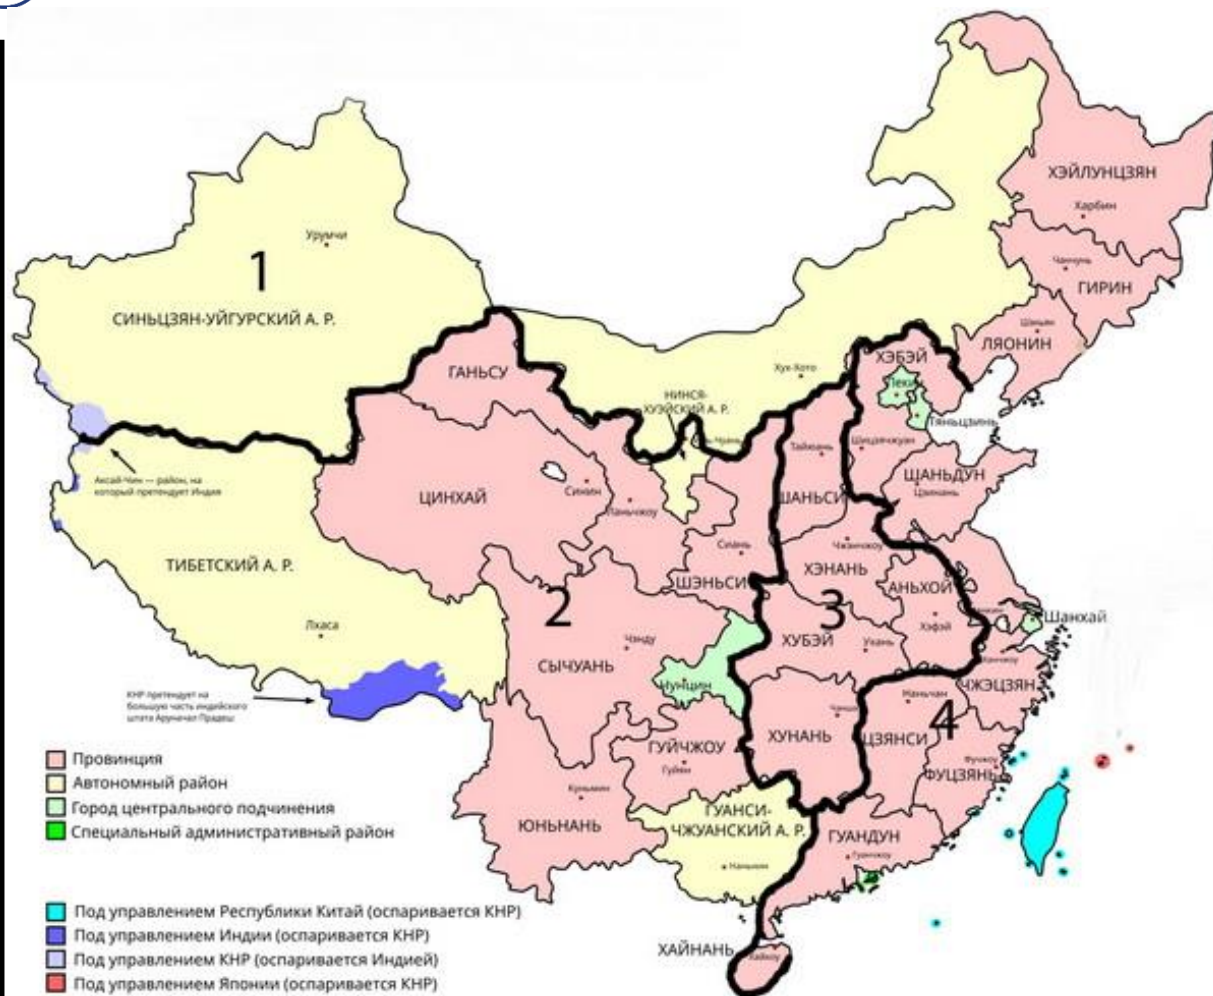 ХЭЙЛУНЦЗЯН
Харбин
Чанчунь
ГИРИН
Урумчи
1
СИНЬЦЗЯН-УЙГУРСКИЙ А. Р.
Шэньян
ЛЯОНИН
ХЭБЭЙ
ГАНЬСУ
Хух-Хото
Пекин
НИНСЯ-
ХУЭЙСКИЙ А. Р.
Тяньцзинь
Тайюань
Шицзячжуан
Аксай-Чин — район, на
который претендует Индия
ЦИНХАЙ
Синин
Ланьчжоу
ШАНЬСИ
ШАНЬДУН
Цзинань
Сиань
Чжэнчжоу
ТИБЕТСКИЙ А. Р.
ШЭНЬСИ
ХЭНАНЬ
АНЬХОЙ
2
3
Лхаса
Чэнду
ХУБЭЙ
Ухань
Хэфэй
Шанхай
СЫЧУАНЬ
Чунцин
Ханчжоу
ЧЖЭЦЗЯН
КНР претендует на
большую часть индийского
штата Аруначал Прадеш
Наньчан
Чанша
4
ГУЙЧЖОУ
ХУНАНЬ
ЦЗЯНСИ
Гуйян
Фучжоу
ФУЦЗЯНЬ
Провинция
Автономный район
Город центрального подчинения
Специальный административный район
Куньмин
ЮНЬНАНЬ
ГУАНСИ-
ЧЖУАНСКИЙ А. Р.
ГУАНДУН
Гуанчжоу
Наньнин
Под управлением Республики Китай (оспаривается КНР)
Под управлением Индии (оспаривается КНР)
Под управлением КНР (оспаривается Индией)
Под управлением Японии (оспаривается КНР)
ХАЙНАНЬ
Хайкоу